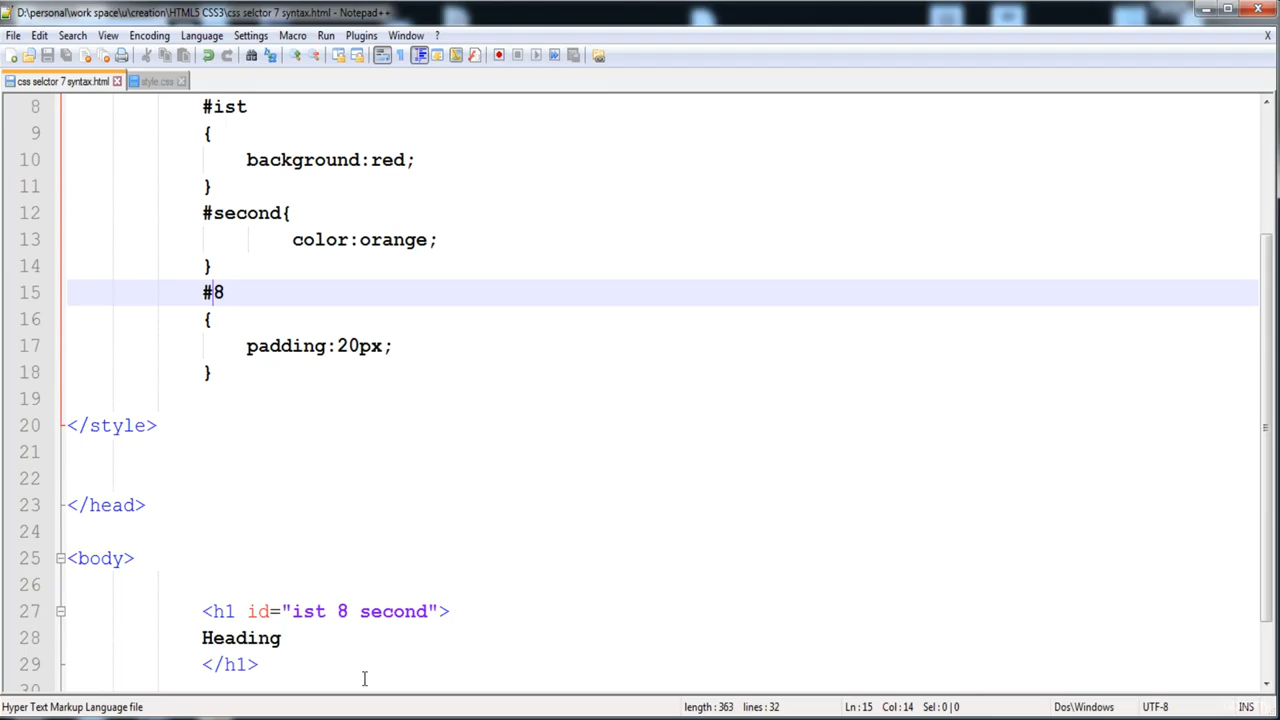 D:\personal\work space\u\creation\HTML5 CSS3\css selctor 7 syntax.html - Notepad++
File Edit Search View Encoding Language Settings Macro Run Plugins Window ? X
css selctor 7 syntax.html style.css
8 #ist
9 {
10 background:red;
11 }
12 #second{
13 color:orange;
14 }
15 #8
16 {
17 padding:20px;
18 }
19
20 </style>
21
22
23 </head>
24
25 <body>
26
27 <h1 id="ist 8 second">
28 Heading
29 </h1>
30
Hyper Text Markup Language file length : 363 lines : 32 Ln : 15 Col : 14 Sel : 0 | 0 Dos\Windows UTF-8 INS